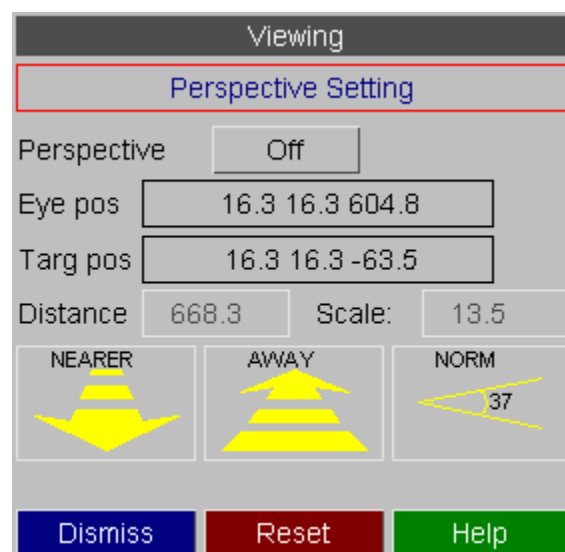 Viewing
Perspective Setting
Perspective Off
Eye pos 16.3 16.3 604.8
Targ pos 16.3 16.3 -63.5
Distance 668.3 Scale: 13.5
NEARER AWAY NORM
37
Dismiss Reset Help